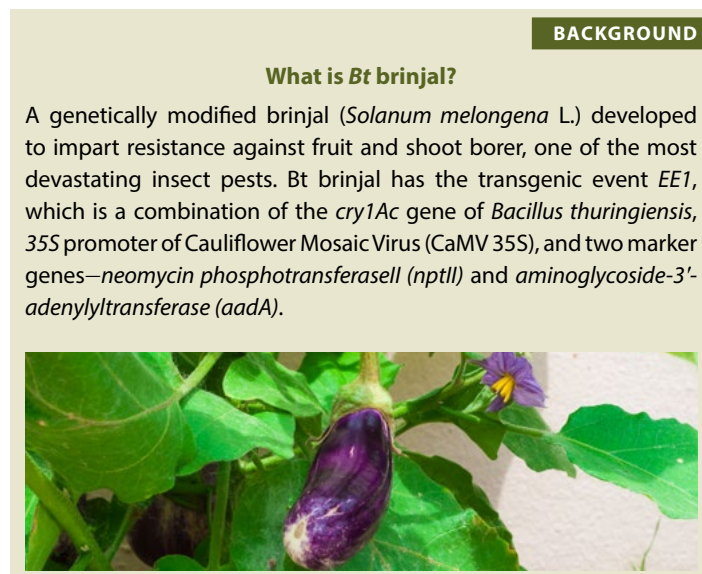 BACKGROUND
What is Bt brinjal?
A genetically modified brinjal (Solanum melongena L.) developed
to impart resistance against fruit and shoot borer, one of the most
devastating insect pests. Bt brinjal has the transgenic event EE1,
which is a combination of the cry1Ac gene of Bacillus thuringiensis,
35S promoter of Cauliflower Mosaic Virus (CaMV 35S), and two marker
genes—neomycin phosphotransferaseII (nptII) and aminoglycoside-3'-
adenylyltransferase (aadA).